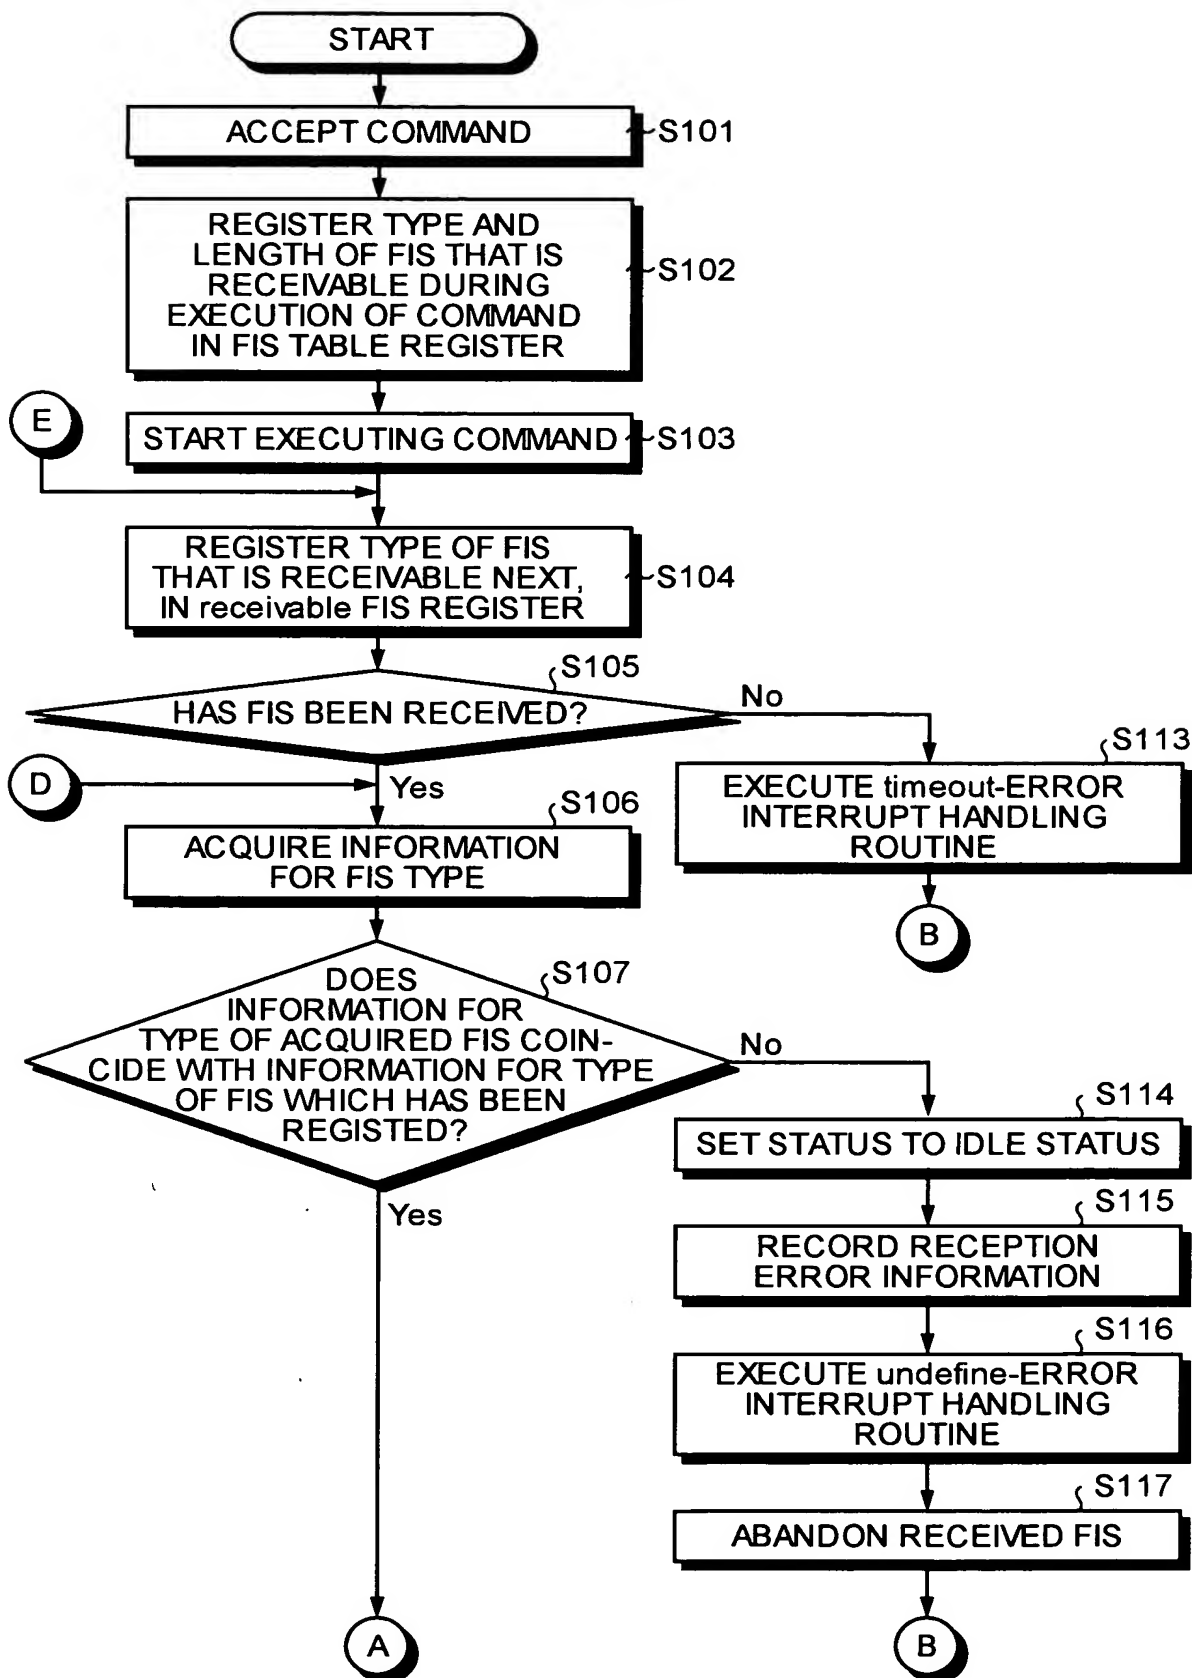 START
ACCEPT COMMAND
S101
REGISTER TYPE AND
LENGTH OF FIS THAT IS
RECEIVABLE DURING
EXECUTION OF COMMAND
IN FIS TABLE REGISTER
S102
E
START EXECUTING COMMAND
S103
REGISTER TYPE OF FIS
THAT IS RECEIVABLE NEXT,
IN receivable FIS REGISTER
S104
S105
HAS FIS BEEN RECEIVED?
No
S113
EXECUTE timeout-ERROR
INTERRUPT HANDLING
ROUTINE
B
D
Yes
S106
ACQUIRE INFORMATION
FOR FIS TYPE
S107
DOES
INFORMATION FOR
TYPE OF ACQUIRED FIS COIN-
CIDE WITH INFORMATION FOR TYPE
OF FIS WHICH HAS BEEN
REGISTED?
No
S114
SET STATUS TO IDLE STATUS
S115
RECORD RECEPTION
ERROR INFORMATION
S116
EXECUTE undefine-ERROR
INTERRUPT HANDLING
ROUTINE
S117
ABANDON RECEIVED FIS
B
Yes
A